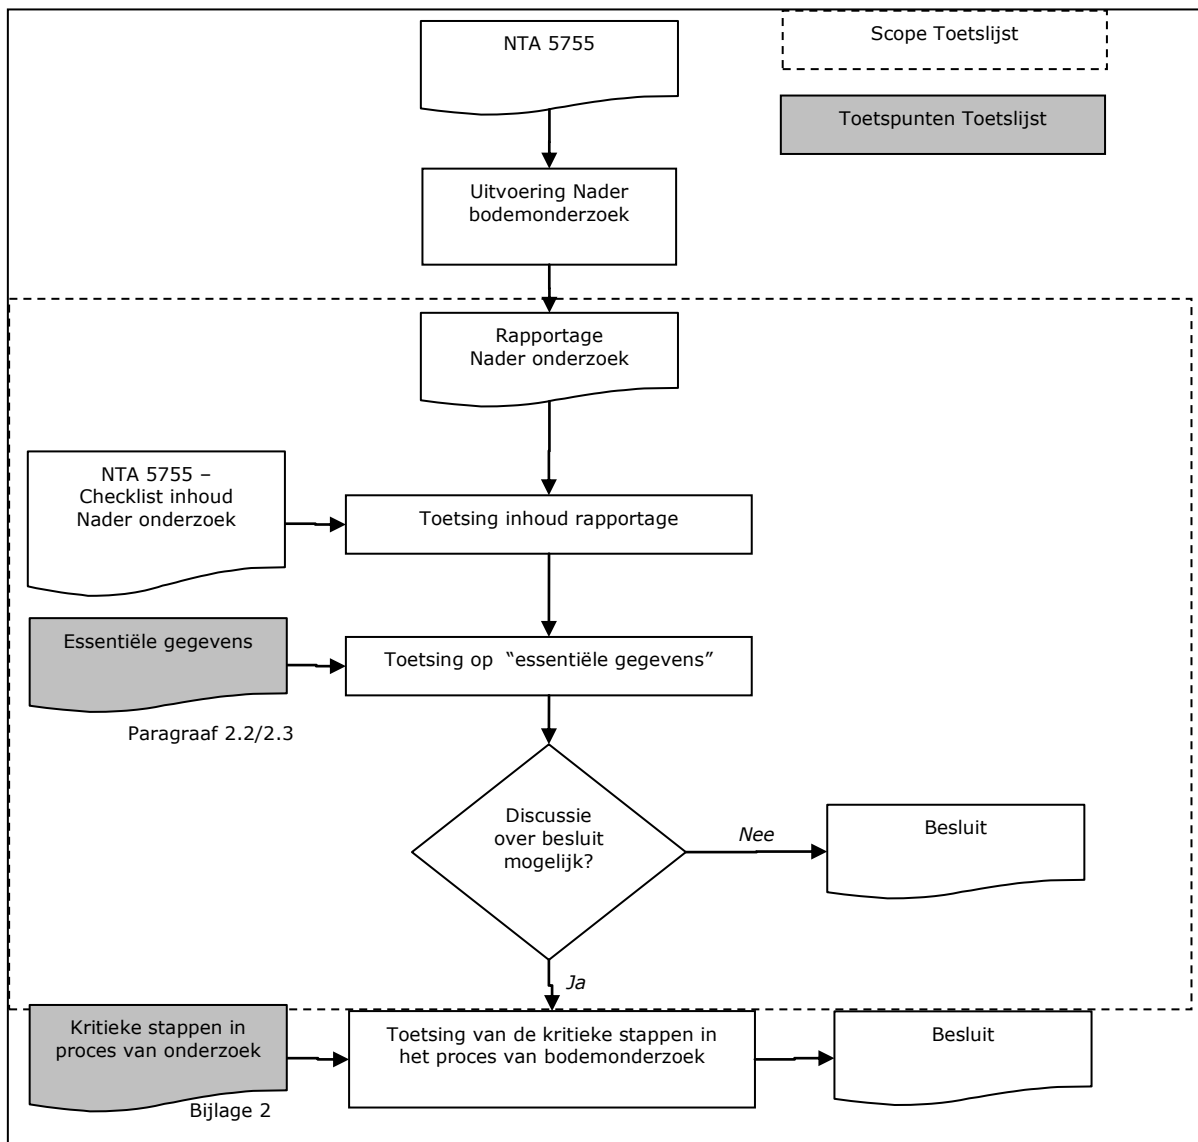 NTA 5755
Scope Toetslijst
Toetspunten Toetslijst
Uitvoering Nader
bodemonderzoek
Rapportage
Nader onderzoek
NTA 5755 –
Checklist inhoud
Nader onderzoek
Toetsing inhoud rapportage
Essentiële gegevens
Toetsing op “essentiële gegevens”
Paragraaf 2.2/2.3
Discussie
over besluit
mogelijk?
Nee
Besluit
Ja
Kritieke stappen in
proces van onderzoek
Toetsing van de kritieke stappen in
het proces van bodemonderzoek
Besluit
Bijlage 2